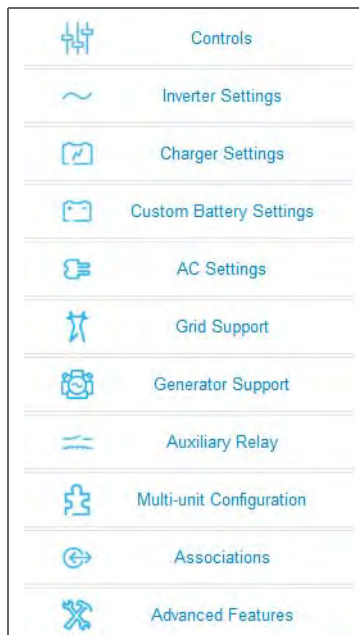 Controls
Inverter Settings
Charger Settings
Custom Battery Settings
AC Settings
Grid Support
Generator Support
Auxiliary Relay
Multi-unit Configuration
Associations
Advanced Features